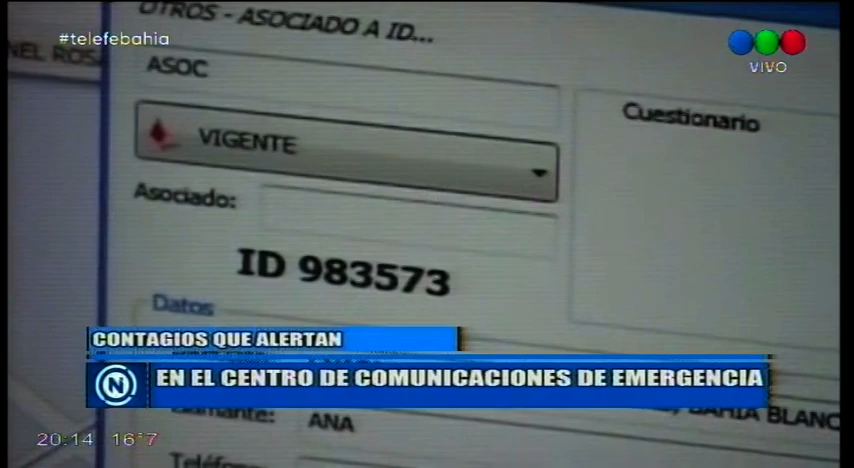 OTROS - ASOCIADO A ID...
#telefebahia
NEL ROS
ASOC
VIVO
VIGENTE
Cuestionario
Asociado:
ID 983573
Datos
CONTAGIOS QUE ALERTAN
N
EN EL CENTRO DE COMUNICACIONES DE EMERGENCIA
BAHIA BLANC
ANA
20:14 16°7